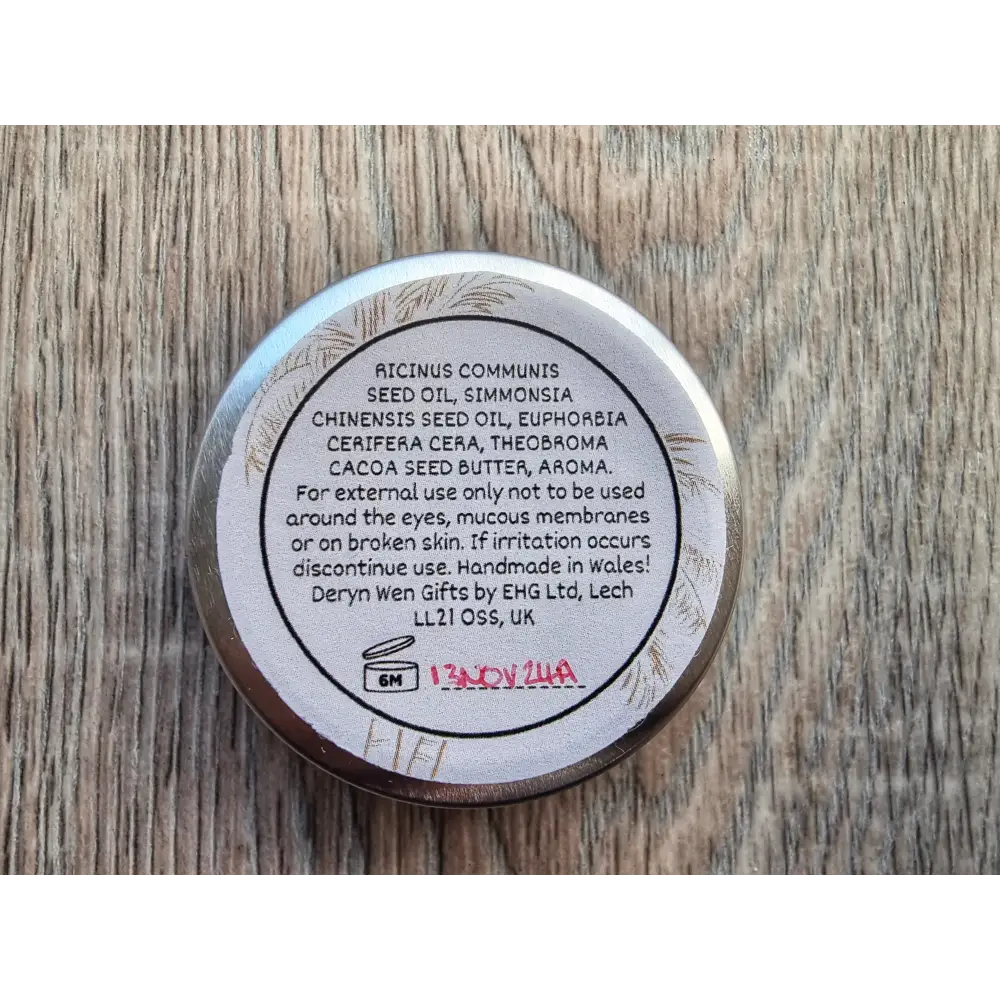 RICINUS COMMUNIS
SEED OIL, SIMMONSIA
CHINENSIS SEED OIL, EUPHORBIA
CERIFERA CERA, THEOBROMA
CACOA SEED BUTTER, AROMA.
For external use only not to be used
around the eyes, mucous membranes
or on broken skin. If irritation occurs
discontinue use. Handmade in Wales!
Deryn Wen Gifts by EHG Ltd, Lech
LL21 OSS, UK
6M 13NOV24A